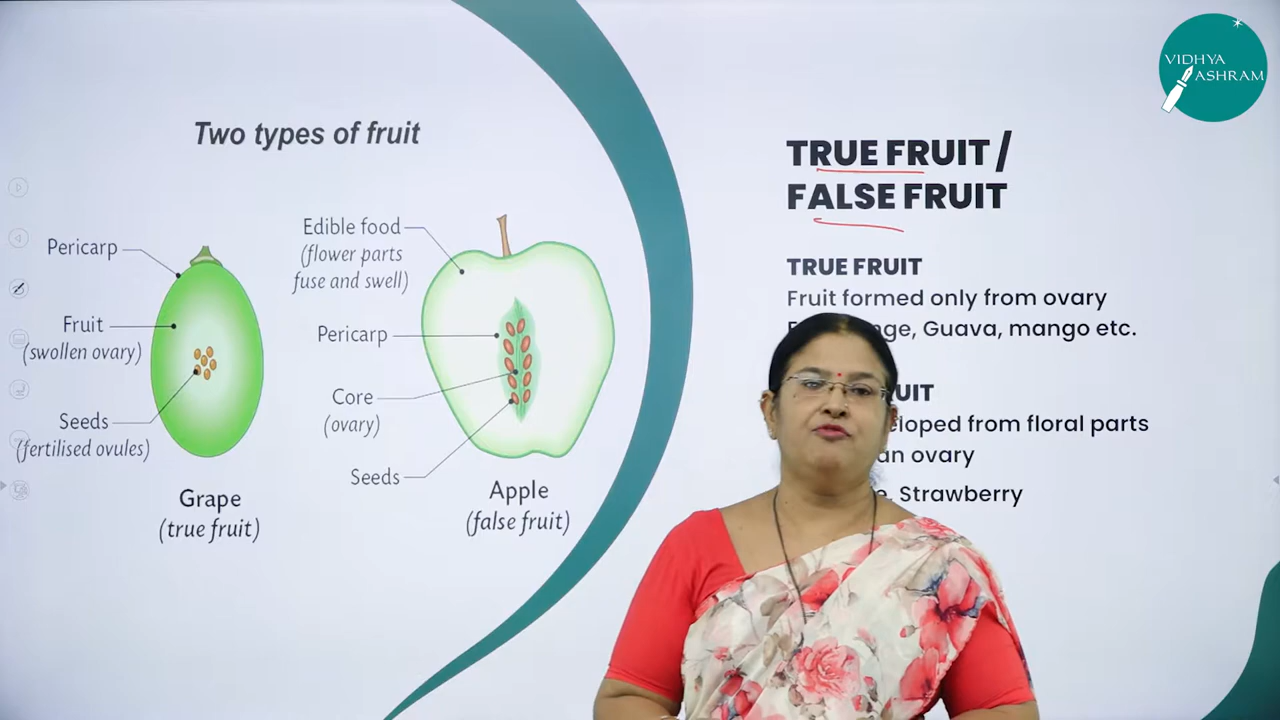 VIDHYA
ASHRAM
Two types of fruit
Pericarp
Fruit
(swollen ovary)
Seeds
(fertilised ovules)
Grape
(true fruit)
Edible food
(flower parts
fuse and swell)
Pericarp
Core
(ovary)
Seeds
Apple
(false fruit)
TRUE FRUIT /
FALSE FRUIT
TRUE FRUIT
Fruit formed only from ovary
Guava, mango etc.
from floral parts
ovary
Strawberry